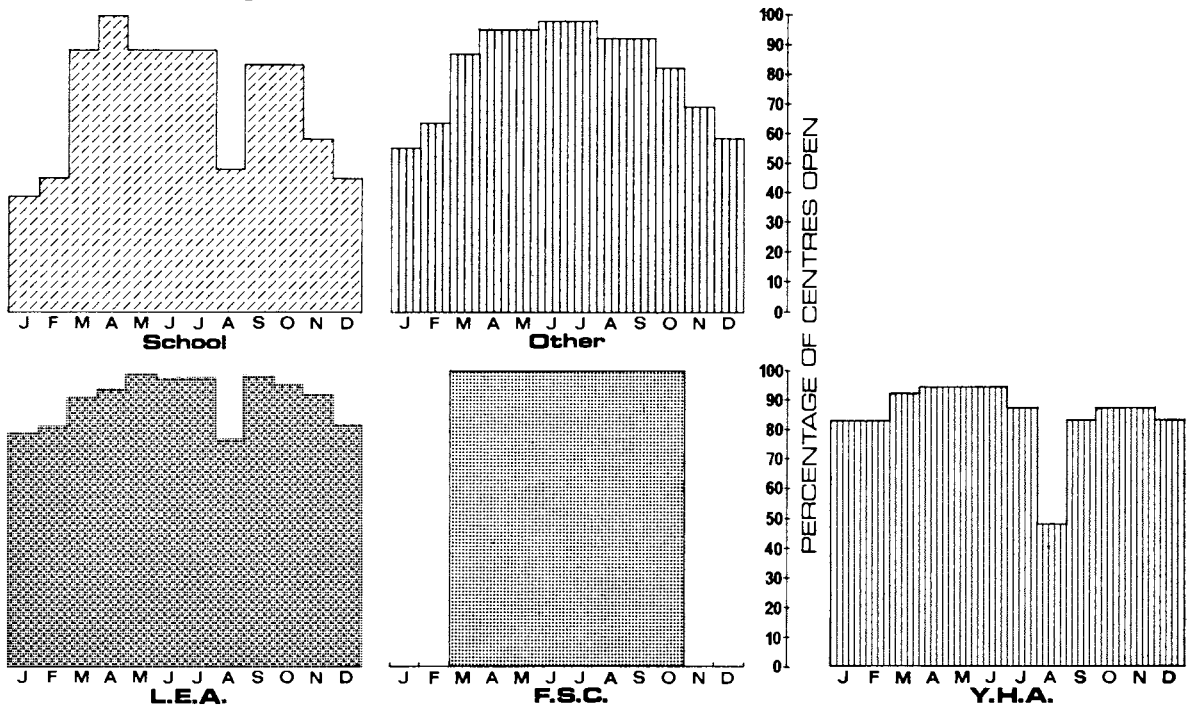 100
90
80
70
60
50
40
30
20
10
0
J F M A M J J A S O N D
School
J F M A M J J A S O N D
Other
PERCENTAGE OF CENTRES OPEN
100
90
80
70
60
50
40
30
20
10
0
J F M A M J J A S O N D
L.E.A.
J F M A M J J A S O N D
F.S.C.
J F M A M J J A S O N D
Y.H.A.